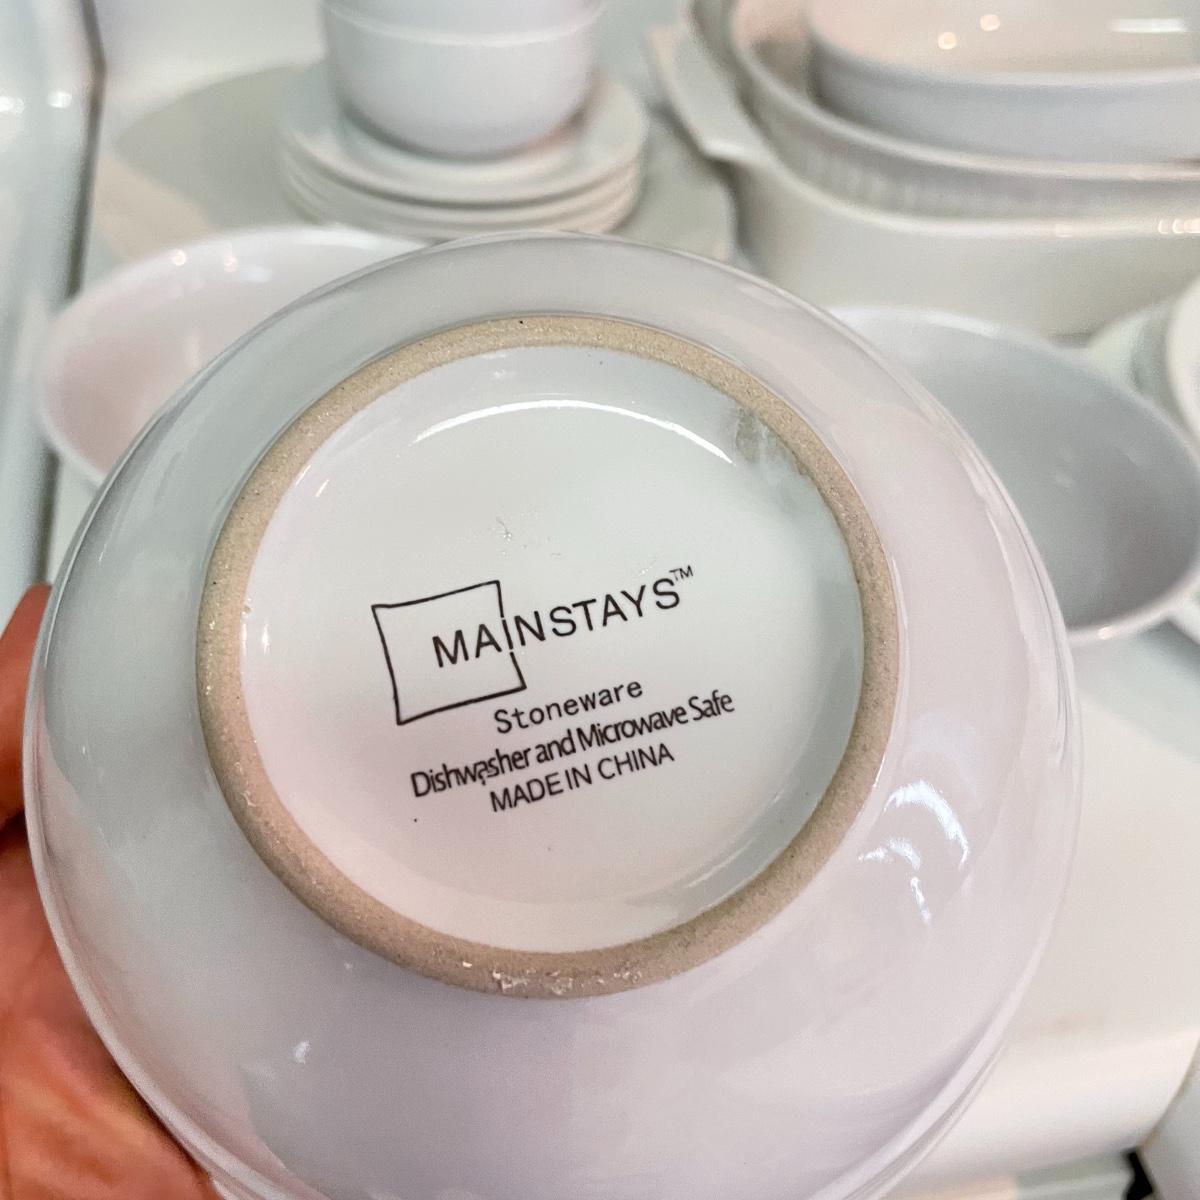 MAINSTAYS™
Stoneware
Dishwasher and Microwave Safe
MADE IN CHINA